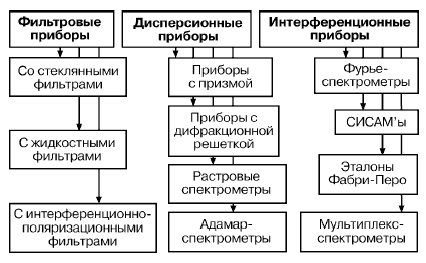 Фильтровые
приборы
Со стеклянными
фильтрами
С жидкостными
фильтрами
С интерференционно-
поляризационными
фильтрами
Дисперсионные
приборы
Приборы
с призмой
Приборы с
дифракционной
решеткой
Растровые
спектрометры
Адамар-
спектрометры
Интерференционные
приборы
Фурье-
спектрометры
СИСАМ'ы
Эталоны
Фабри-Перо
Мультиплекс-
спектрометры